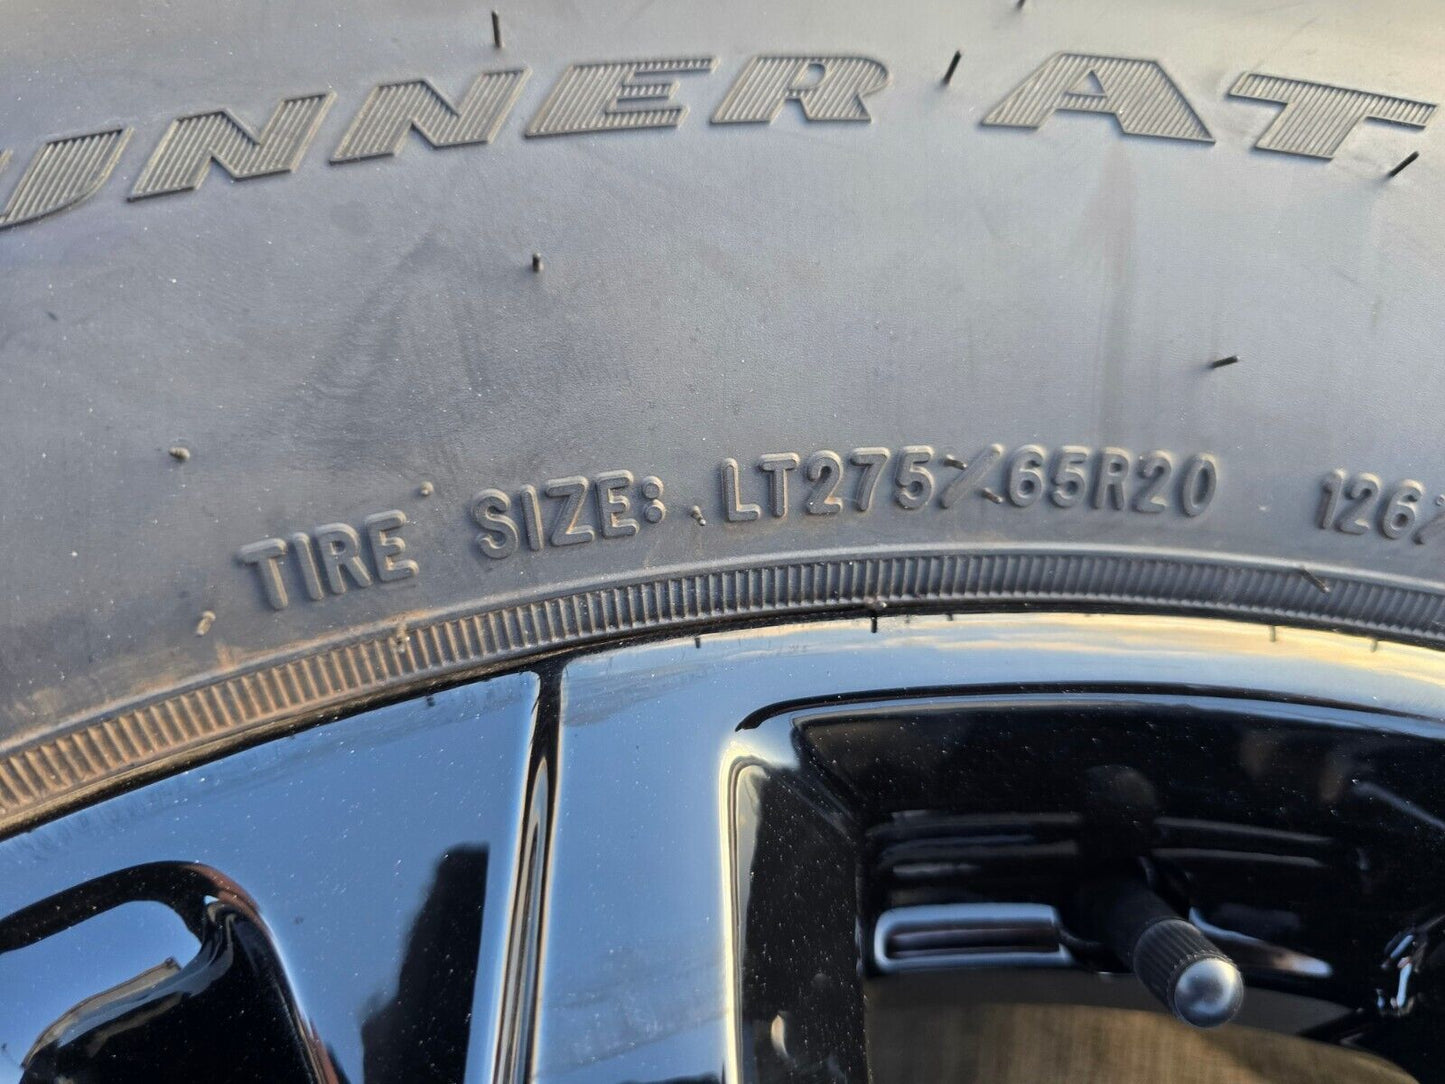 UNNER AT
TIRE SIZE: LT275/65R20 126/